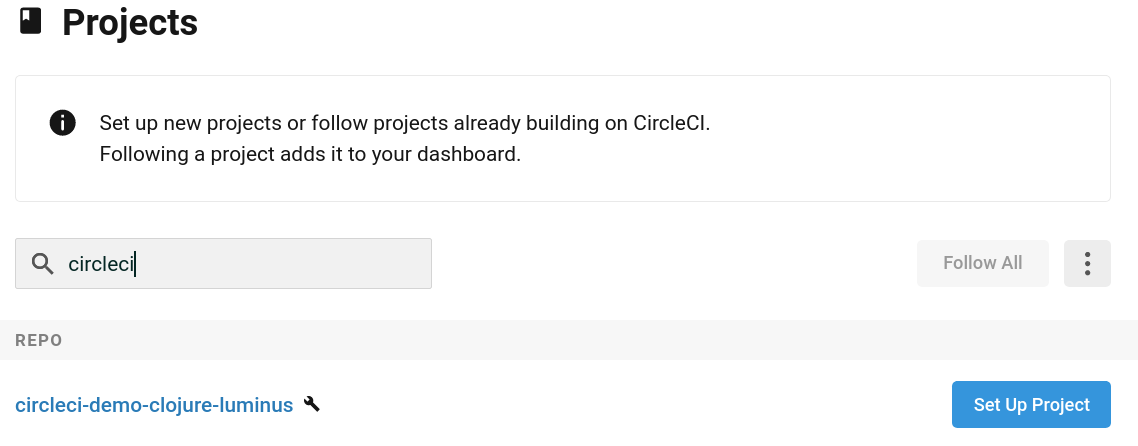 Projects
Set up new projects or follow projects already building on CircleCI.
Following a project adds it to your dashboard.
circleci
Follow All
REPO
circleci-demo-clojure-luminus
Set Up Project